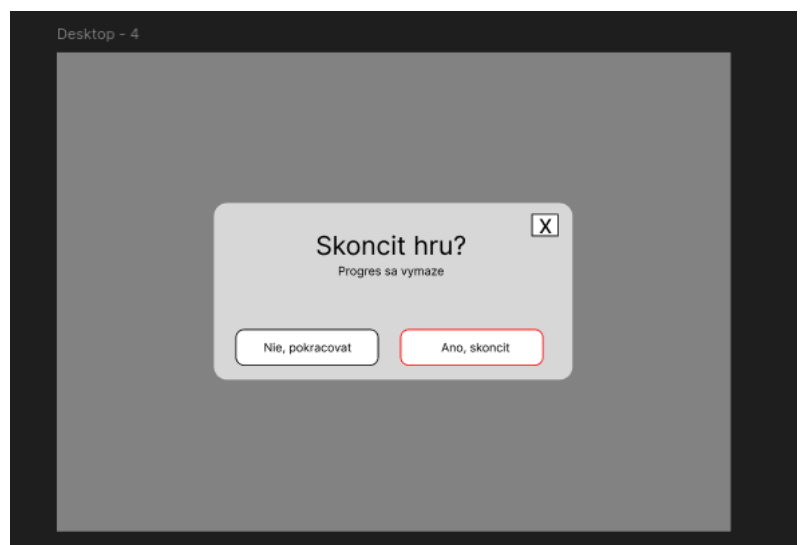 Desktop - 4
X
Skoncit hru?
Progres sa vymaze
Nie, pokracovat
Ano, skoncit